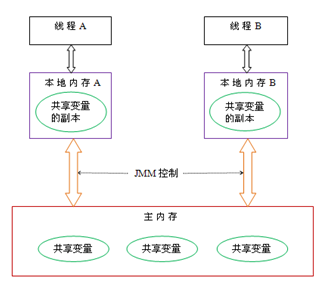 线程 A
线程 B
本地内存 A
本地内存 B
共享变量
的副本
共享变量
的副本
JMM 控制
主内存
共享变量
共享变量
共享变量